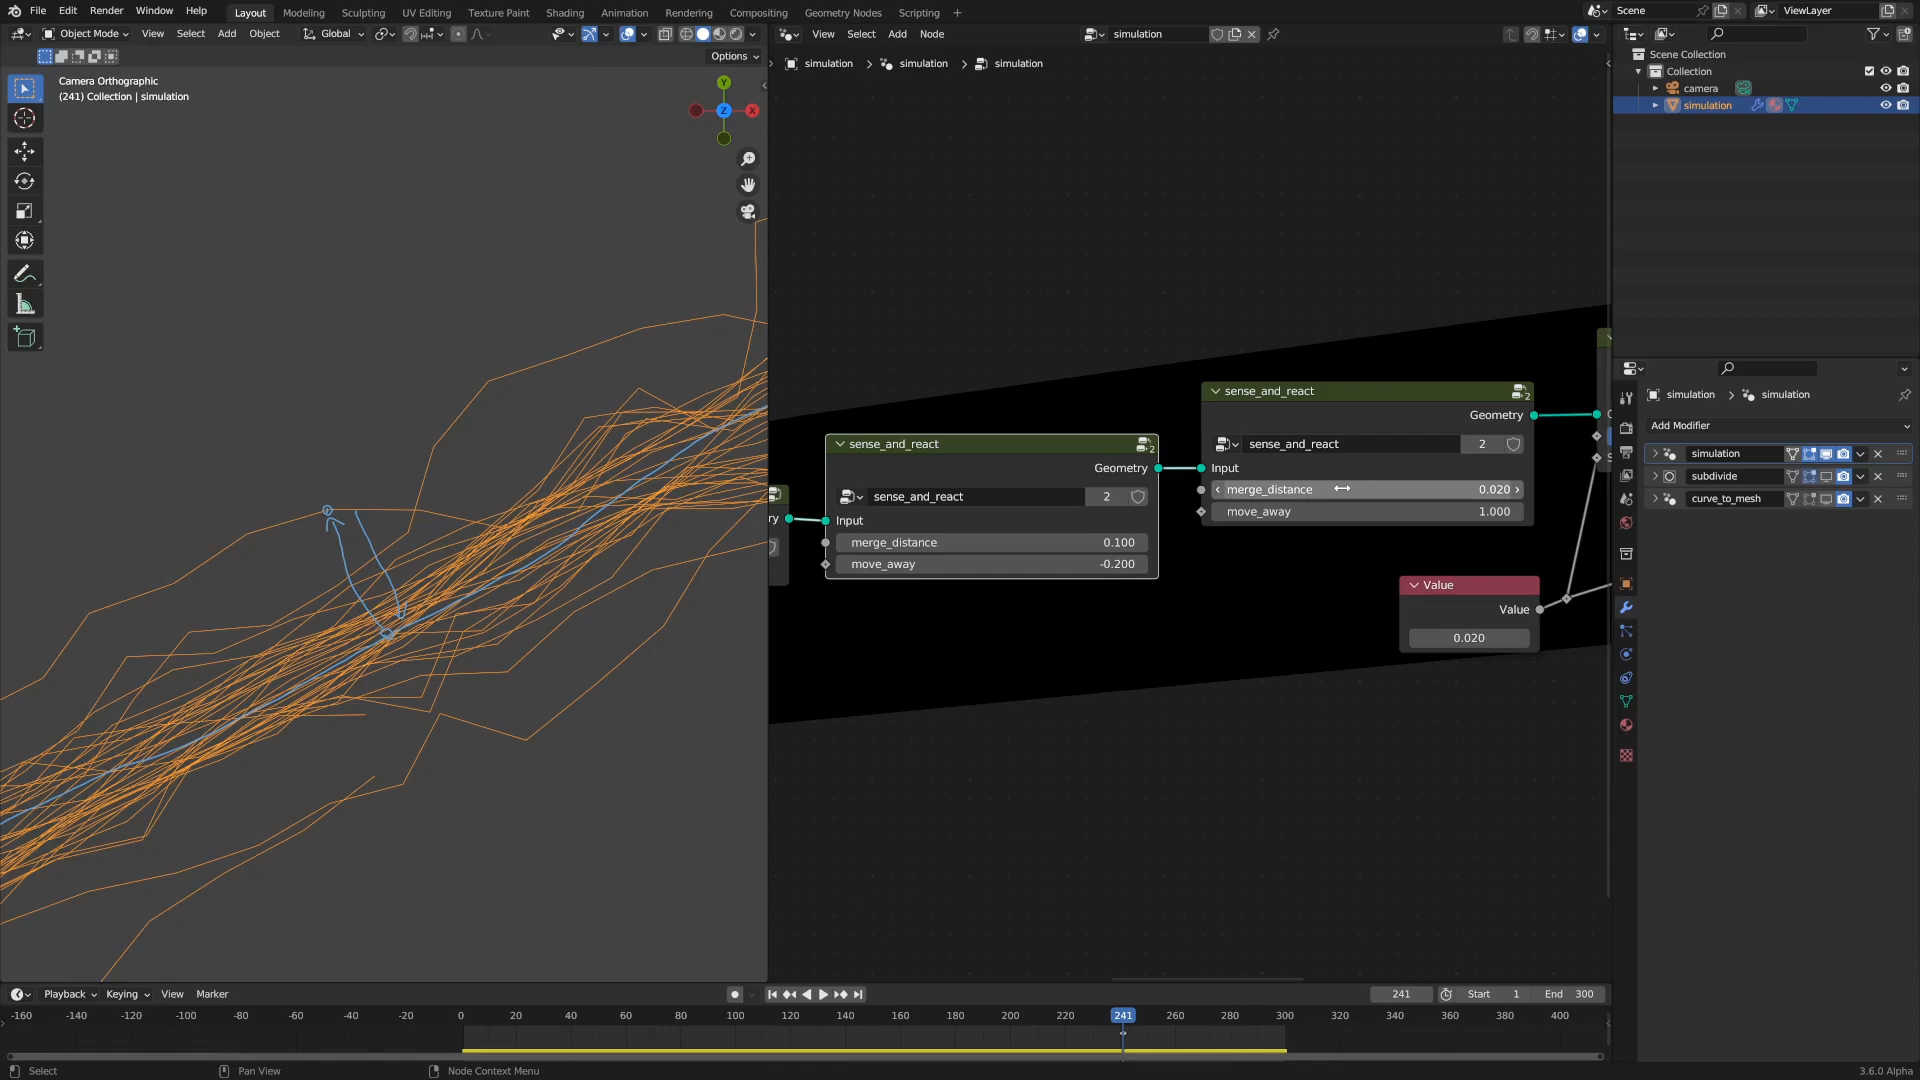 File Edit Render Window Help Layout Modeling Sculpting UV Editing Texture Paint Shading Animation Rendering Compositing Geometry Nodes Scripting + Scene ViewLayer
Object Mode View Select Add Object Global View Select Add Node simulation
Options
simulation > simulation > simulation
Camera Orthographic
(241) Collection | simulation
Y
Z
X
Scene Collection
Collection
camera
simulation
sense_and_react
Geometry
sense_and_react 2
Input
merge_distance 0.100
move_away -0.200
sense_and_react
Geometry
sense_and_react 2
Input
merge_distance 0.020
move_away 1.000
Value
Value
0.020
simulation > simulation
Add Modifier
simulation
subdivide
curve_to_mesh
Playback Keying View Marker 241 Start 1 End 300
-160 -140 -120 -100 -80 -60 -40 -20 0 20 40 60 80 100 120 140 160 180 200 220 241 260 280 300 320 340 360 380 400
Select Pan View Node Context Menu 3.6.0 Alpha